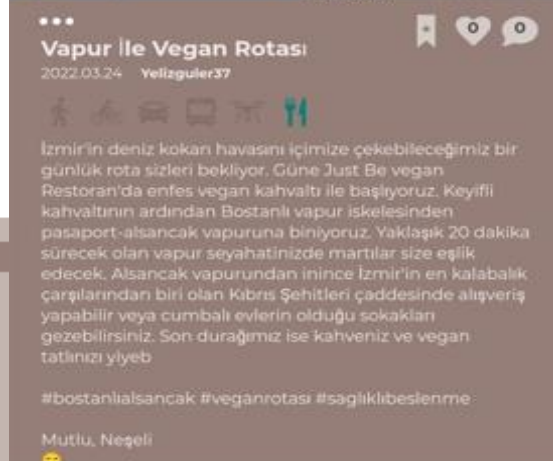 Vapur İle Vegan Rotası
0
0
2022.03.24 Yelizguler37
İzmir'in deniz kokan havasını içimize çekebileceğimiz bir
günlük rota sizleri bekliyor. Güne Just Be vegan
Restoran'da enfes vegan kahvaltı ile başlıyoruz. Keyifli
kahvaltının ardından Bostanlı vapur iskelesinden
pasaport-alsancak vapuruna biniyoruz. Yaklaşık 20 dakika
sürecek olan vapur seyahatinizde martılar size eşlik
edecek. Alsancak vapurundan inince İzmir'in en kalabalık
çarşılarından biri olan Kıbrıs Şehitleri caddesinde alışveriş
yapabilir veya cumbalı evlerin olduğu sokakları
gezebilirsiniz. Son durağımız ise kahveniz ve vegan
tatlınızı yiyeb
#bostanlıalsancak #veganrotası #saglıklıbeslenme
Mutlu, Neşeli